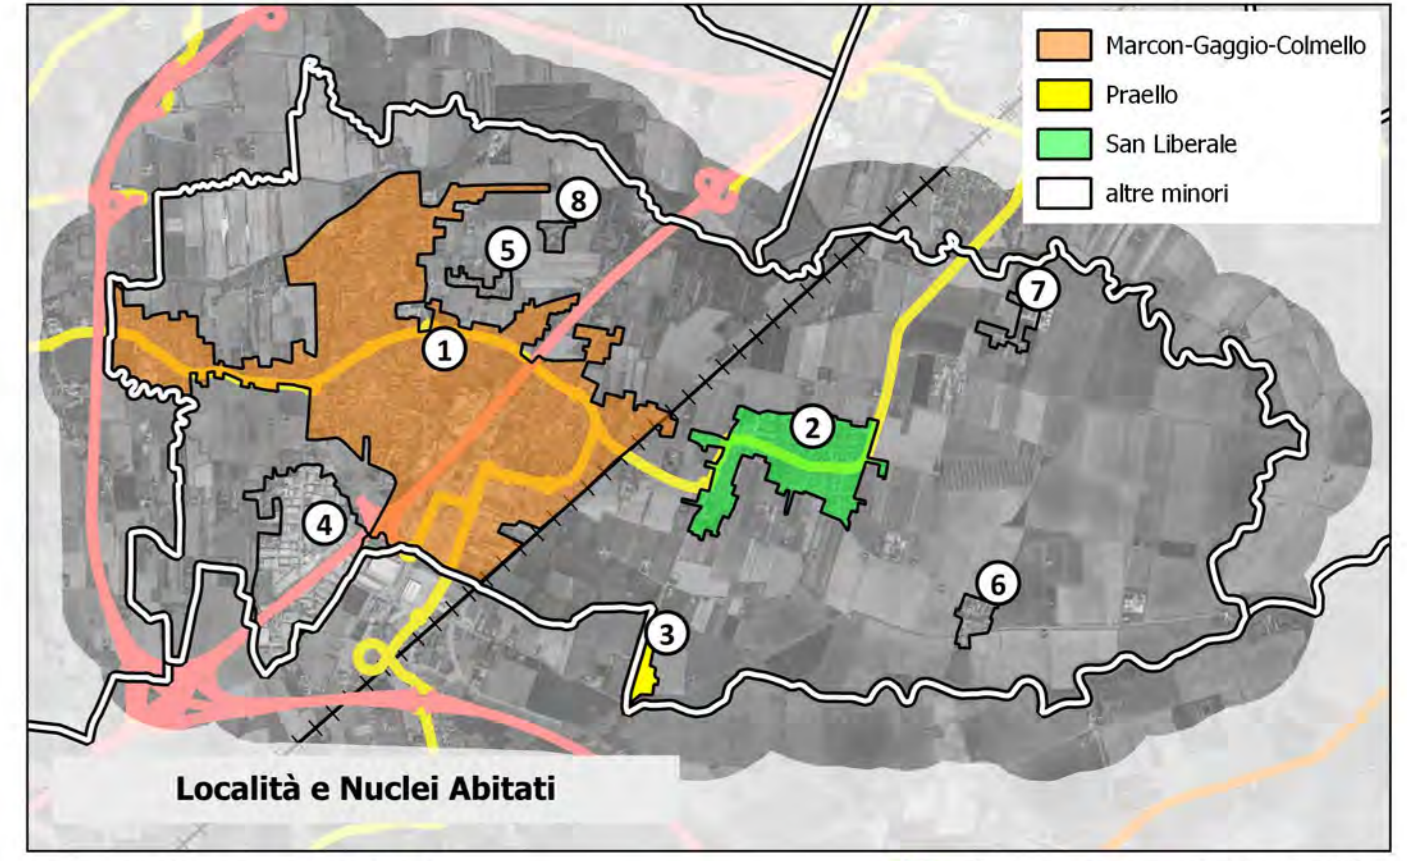 Marcon-Gaggio-Colmello
Praello
San Liberale
altre minori
8
5
7
1
2
4
6
3
Località e Nuclei Abitati